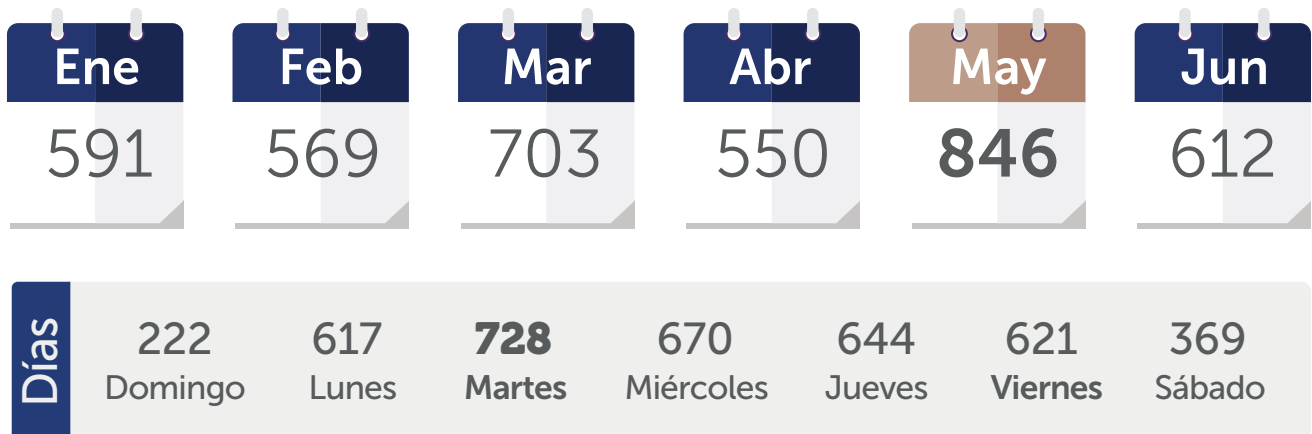 Ene Feb Mar Abr May Jun
591 569 703 550 846 612
Días
222 617 728 670 644 621 369
Domingo Lunes Martes Miércoles Jueves Viernes Sábado